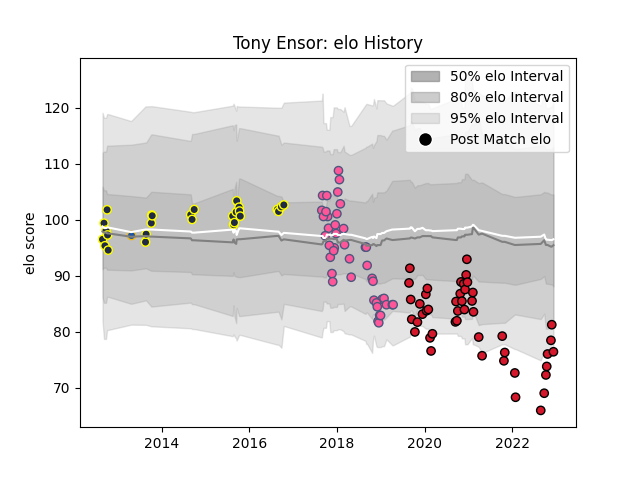 Tony Ensor: elo History
50% elo Interval
80% elo Interval
95% elo Interval
Post Match elo
elo score
120
110
100
90
80
70
2014
2016
2018
2020
2022